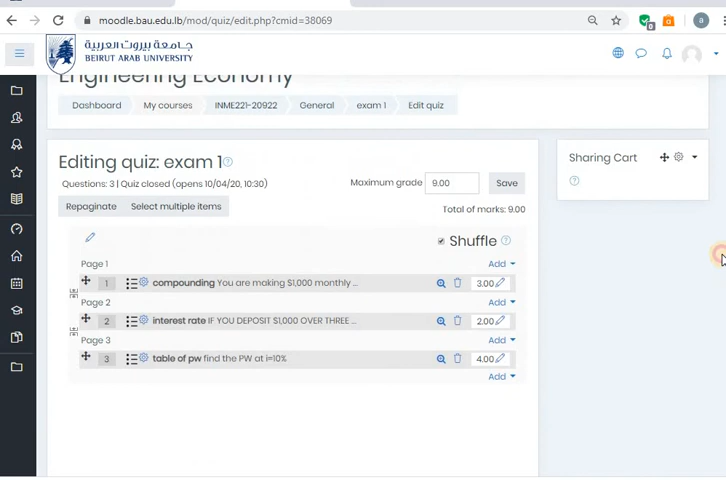 moodle.bau.edu.lb/mod/quiz/edit.php?cmid=38069
a
0
جامعة بيروت العربية
BEIRUT ARAB UNIVERSITY
Engineering Economy
Dashboard My courses INME221-20922 General exam 1 Edit quiz
Editing quiz: exam 1
Sharing Cart
Questions: 3 | Quiz closed (opens 10/04/20, 10:30)
Maximum grade 9.00 Save
Repaginate Select multiple items
Total of marks: 9.00
Shuffle
Page 1 Add
1 compounding You are making $1,000 monthly ... 3.00
Page 2 Add
2 interest rate IF YOU DEPOSIT $1,000 OVER THREE ... 2.00
Page 3 Add
3 table of pw find the PW at i=10% 4.00
Add